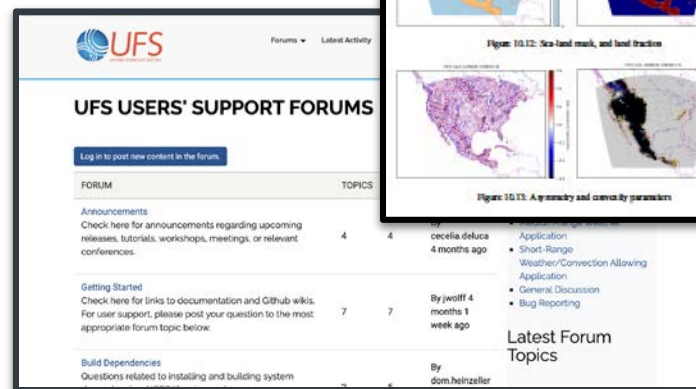 UFS
Forums
Latest Activity
Figure 10.12: Sea-land mask, and land fraction
Figure 10.13: Asymmetry and convexity parameters
UFS USERS' SUPPORT FORUMS
Log in to post new content in the forum.
FORUM
TOPICS
Announcements
Check here for announcements regarding upcoming
releases, tutorials, workshops, meetings, or relevant
conferences.
4
4
cecelia.deluca
4 months ago
Getting Started
Check here for links to documentation and Github wikis.
For user support, please post your question to the most
appropriate forum topic below.
7
7
By jwolff 4
months 1
week ago
Build Dependencies
Questions related to installing and building system
By
dom.heinzeller
Application
Short-Range
Weather/Convection Allowing
Application
General Discussion
Bug Reporting
Latest Forum
Topics